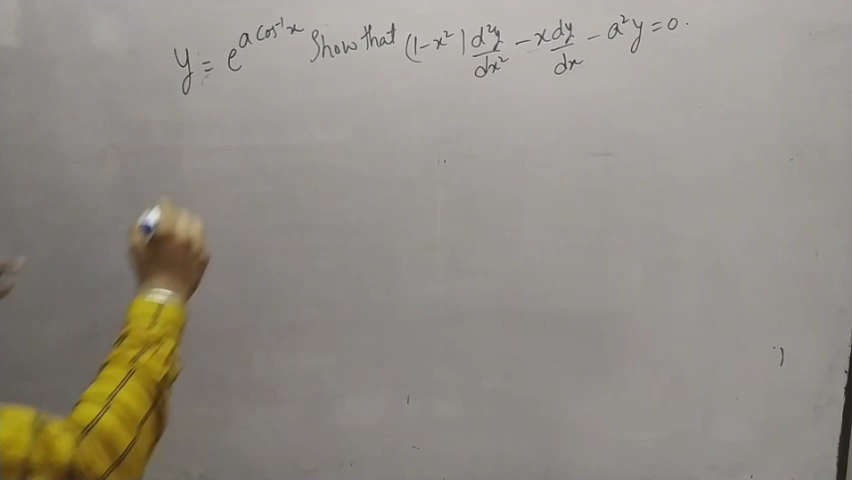 y = e^{a cos⁻¹x} Show that (1-x²) d²y/dx² - x dy/dx - a²y = 0.